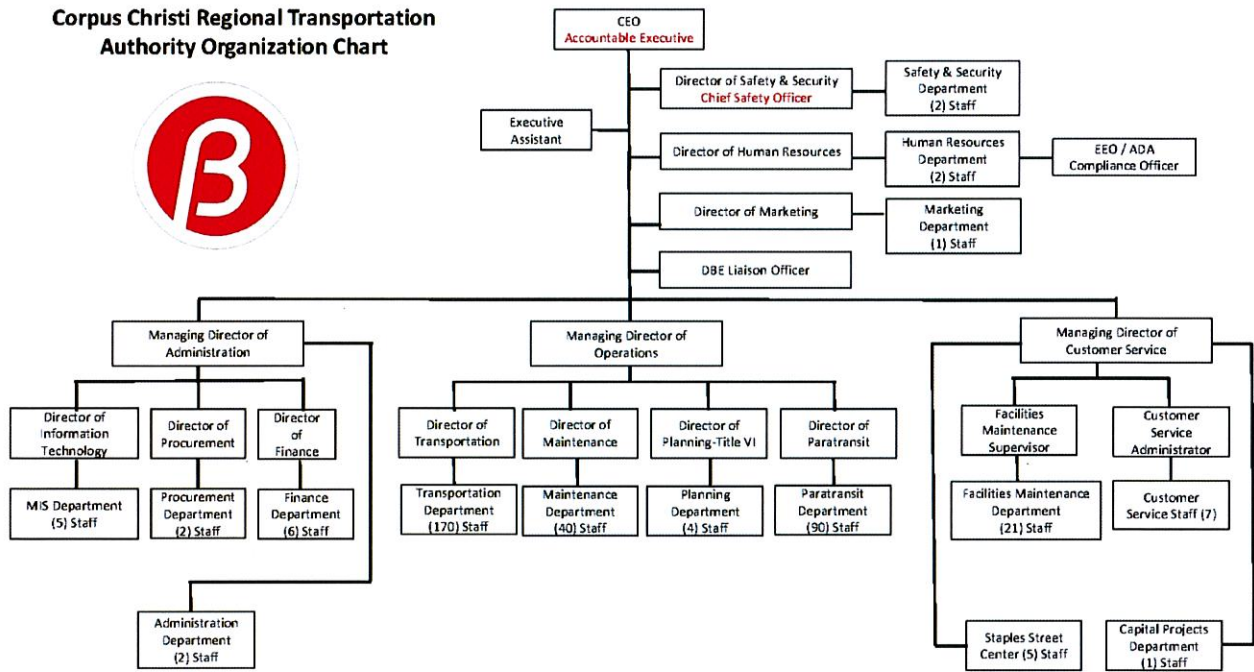 Corpus Christi Regional Transportation
Authority Organization Chart
CEO
Accountable Executive
Director of Safety & Security
Chief Safety Officer
Safety & Security
Department
(2) Staff
Executive
Assistant
Director of Human Resources
Human Resources
Department
(2) Staff
EEO / ADA
Compliance Officer
Director of Marketing
Marketing
Department
(1) Staff
DBE Liaison Officer
Managing Director of
Administration
Managing Director of
Operations
Managing Director of
Customer Service
Director of
Information
Technology
Director of
Procurement
Director
of
Finance
Director of
Transportation
Director of
Maintenance
Director of
Planning-Title VI
Director of
Paratransit
Facilities
Maintenance
Supervisor
Customer
Service
Administrator
MIS Department
(5) Staff
Procurement
Department
(2) Staff
Finance
Department
(6) Staff
Transportation
Department
(170) Staff
Maintenance
Department
(40) Staff
Planning
Department
(4) Staff
Paratransit
Department
(90) Staff
Facilities Maintenance
Department
(21) Staff
Customer
Service Staff (7)
Administration
Department
(2) Staff
Staples Street
Center (5) Staff
Capital Projects
Department
(1) Staff